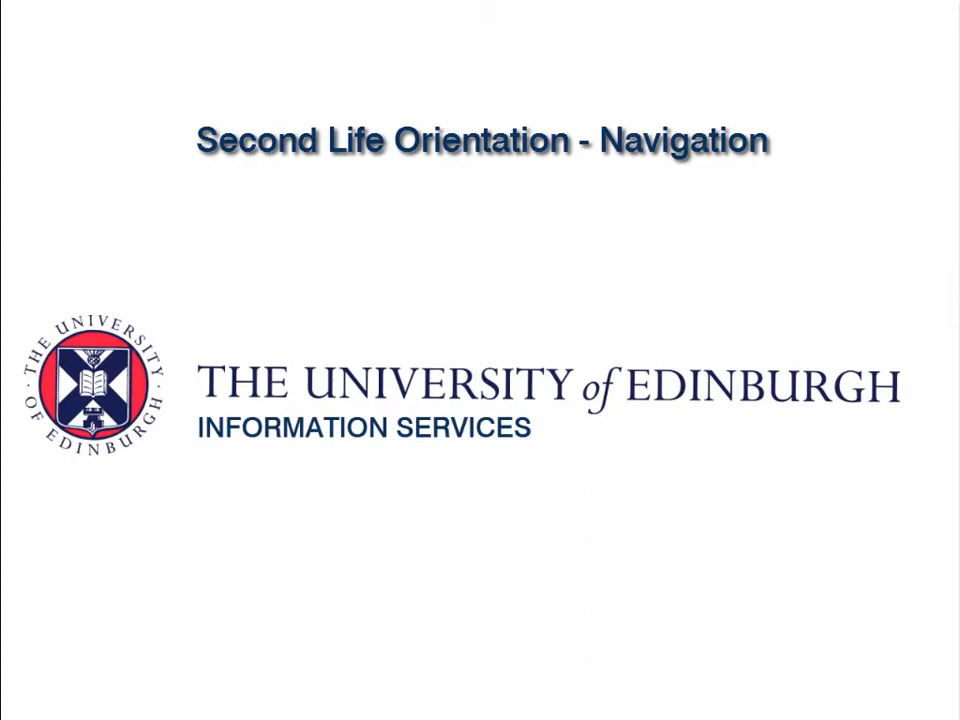 Second Life Orientation - Navigation
THE UNIVERSITY OF EDINBURGH
THE UNIVERSITY of EDINBURGH
INFORMATION SERVICES